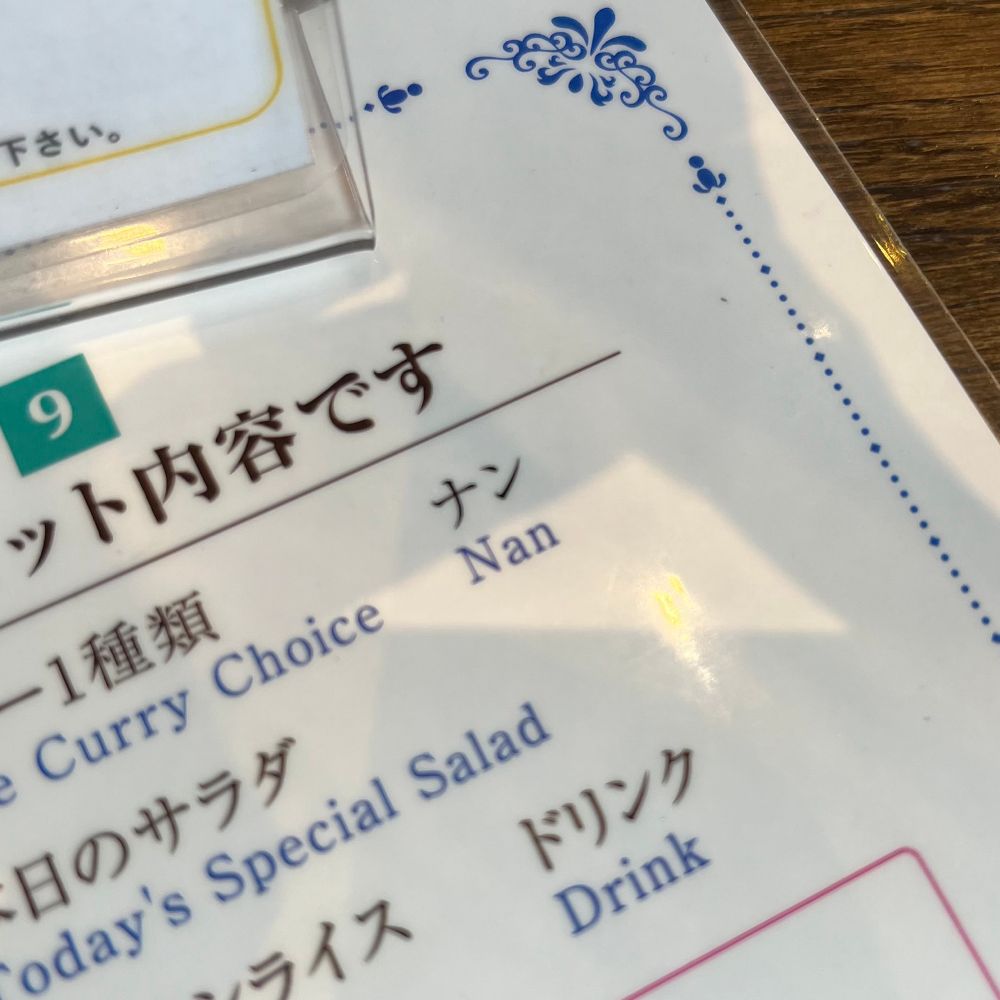 下さい。
9
ット内容です
ー1種類 ナン
Curry Choice Nan
日のサラダ ドリンク
Today's Special Salad Drink
ンライス